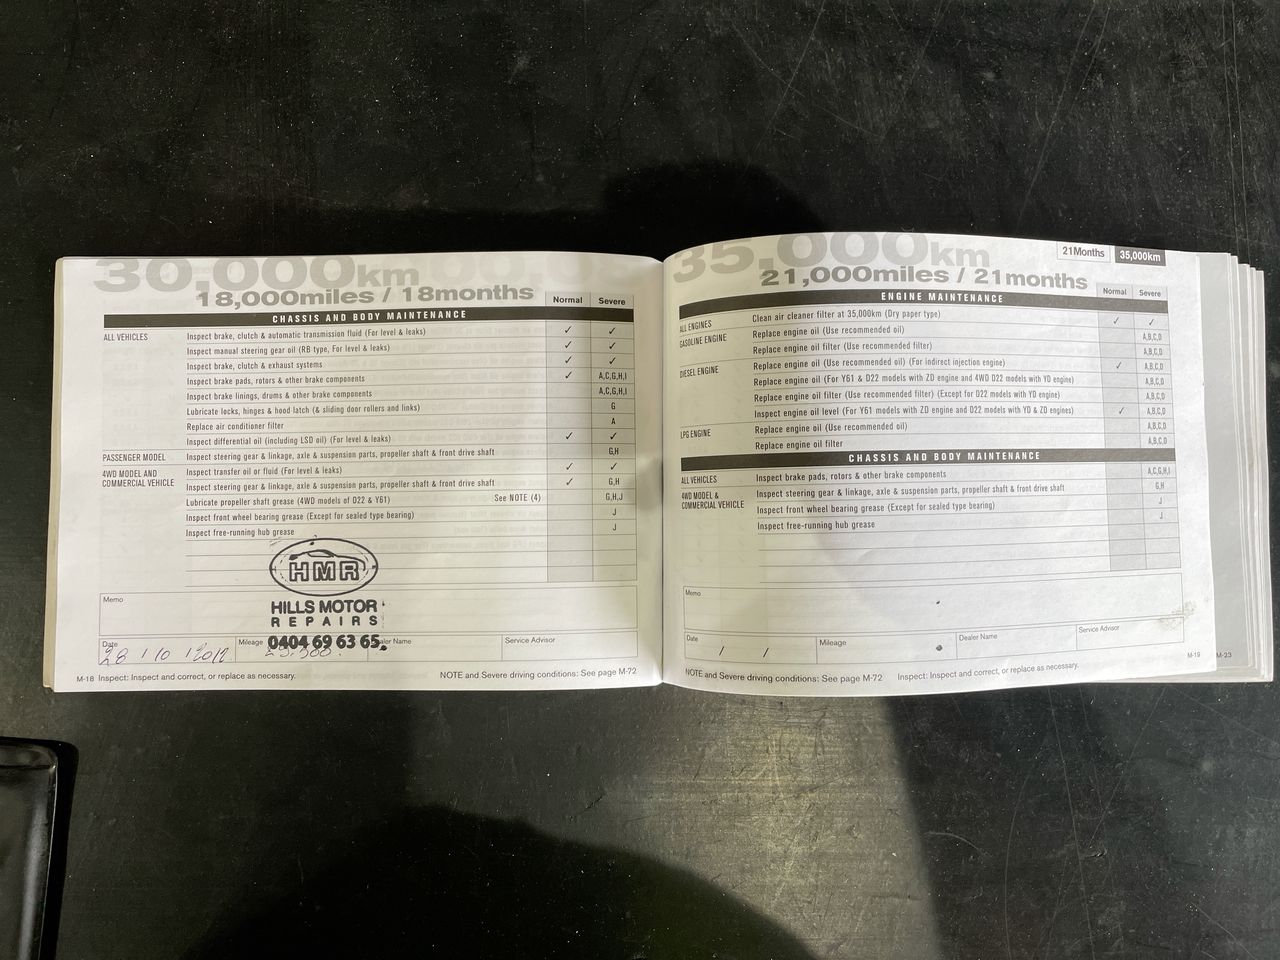 30,000km
18,000miles / 18months
Normal Severe
CHASSIS AND BODY MAINTENANCE
ALL VEHICLES Inspect brake, clutch & automatic transmission fluid (For level & leaks) ✓ ✓
Inspect manual steering gear oil (RB type, For level & leaks) ✓ ✓
Inspect brake, clutch & exhaust systems ✓ ✓
Inspect brake pads, rotors & other brake components ✓ A,C,G,H,I
Inspect brake linings, drums & other brake components A,C,G,H,I
Lubricate locks, hinges & hood latch (& sliding door rollers and links) G
Replace air conditioner filter A
Inspect differential oil (including LSD oil) (For level & leaks) ✓ ✓
PASSENGER MODEL Inspect steering gear & linkage, axle & suspension parts, propeller shaft & front drive shaft G,H
4WD MODEL AND Inspect transfer oil or fluid (For level & leaks) ✓ ✓
COMMERCIAL VEHICLE Inspect steering gear & linkage, axle & suspension parts, propeller shaft & front drive shaft ✓ G,H
Lubricate propeller shaft grease (4WD models of D22 & Y61) See NOTE (4) G,H,J
Inspect front wheel bearing grease (Except for sealed type bearing) J
Inspect free-running hub grease J
HMR
HILLS MOTOR
REPAIRS
0404 69 63 65
Memo
Date Mileage Dealer Name Service Advisor
28 / 10 / 2012
M-18 Inspect: Inspect and correct, or replace as necessary. NOTE and Severe driving conditions: See page M-72
35,000km
21Months 35,000km
21,000miles / 21months
Normal Severe
ENGINE MAINTENANCE
ALL ENGINES Clean air cleaner filter at 35,000km (Dry paper type) ✓ ✓
GASOLINE ENGINE Replace engine oil (Use recommended oil) A,B,C,D
Replace engine oil filter (Use recommended filter) A,B,C,D
DIESEL ENGINE Replace engine oil (Use recommended oil) (For indirect injection engine) ✓ A,B,C,D
Replace engine oil (For Y61 & D22 models with ZD engine and 4WD D22 models with YD engine) A,B,C,D
Replace engine oil filter (Use recommended filter) (Except for D22 models with YD engine) A,B,C,D
Inspect engine oil level (For Y61 models with ZD engine and D22 models with YD & ZD engines) ✓ A,B,C,D
LPG ENGINE Replace engine oil (Use recommended oil) A,B,C,D
Replace engine oil filter A,B,C,D
CHASSIS AND BODY MAINTENANCE
ALL VEHICLES Inspect brake pads, rotors & other brake components A,C,G,H,I
4WD MODEL & Inspect steering gear & linkage, axle & suspension parts, propeller shaft & front drive shaft G,H
COMMERCIAL VEHICLE Inspect front wheel bearing grease (Except for sealed type bearing) J
Inspect free-running hub grease J
Memo
Date / / Mileage Dealer Name Service Advisor
NOTE and Severe driving conditions: See page M-72 Inspect: Inspect and correct, or replace as necessary. M-19
M-23